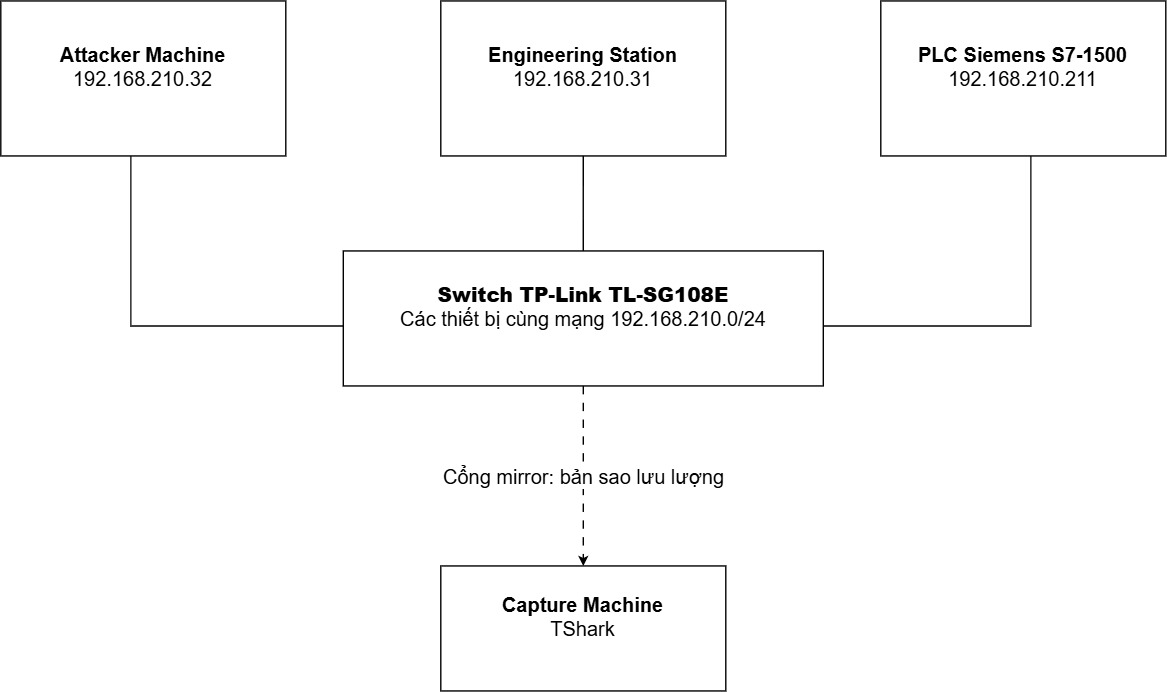 Attacker Machine
192.168.210.32
Engineering Station
192.168.210.31
PLC Siemens S7-1500
192.168.210.211
Switch TP-Link TL-SG108E
Các thiết bị cùng mạng 192.168.210.0/24
Cổng mirror: bản sao lưu lượng
Capture Machine
TShark